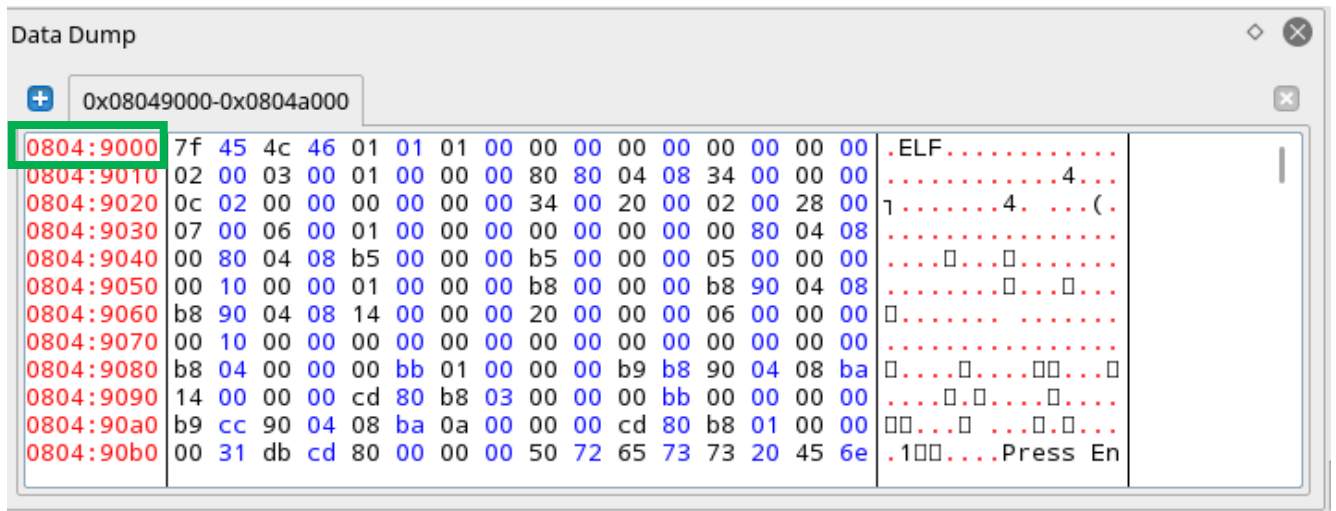 Data Dump
0x08049000-0x0804a000
0804:9000 7f 45 4c 46 01 01 01 00 00 00 00 00 00 00 00 00 .ELF............
0804:9010 02 00 03 00 01 00 00 00 80 80 04 08 34 00 00 00 ............4...
0804:9020 0c 02 00 00 00 00 00 00 34 00 20 00 02 00 28 00 ┐.......4. ...(.
0804:9030 07 00 06 00 01 00 00 00 00 00 00 00 00 80 04 08 ................
0804:9040 00 80 04 08 b5 00 00 00 b5 00 00 00 05 00 00 00 ....▯...▯.......
0804:9050 00 10 00 00 01 00 00 00 b8 00 00 00 b8 90 04 08 ........▯...▯...
0804:9060 b8 90 04 08 14 00 00 00 20 00 00 00 06 00 00 00 ▯....... .......
0804:9070 00 10 00 00 00 00 00 00 00 00 00 00 00 00 00 00 ................
0804:9080 b8 04 00 00 00 bb 01 00 00 00 b9 b8 90 04 08 ba ▯....▯....▯▯...▯
0804:9090 14 00 00 00 cd 80 b8 03 00 00 00 bb 00 00 00 00 ....▯.▯....▯....
0804:90a0 b9 cc 90 04 08 ba 0a 00 00 00 cd 80 b8 01 00 00 ▯▯...▯ ...▯.▯...
0804:90b0 00 31 db cd 80 00 00 00 50 72 65 73 73 20 45 6e .1▯▯....Press En